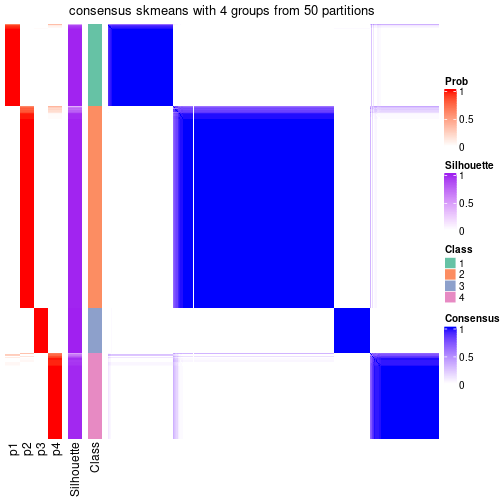 consensus skmeans with 4 groups from 50 partitions
Prob
1
0.5
0
Silhouette
1
0.5
0
Class
1
2
3
4
Consensus
1
0.5
0
p1
p2
p3
p4
Silhouette
Class